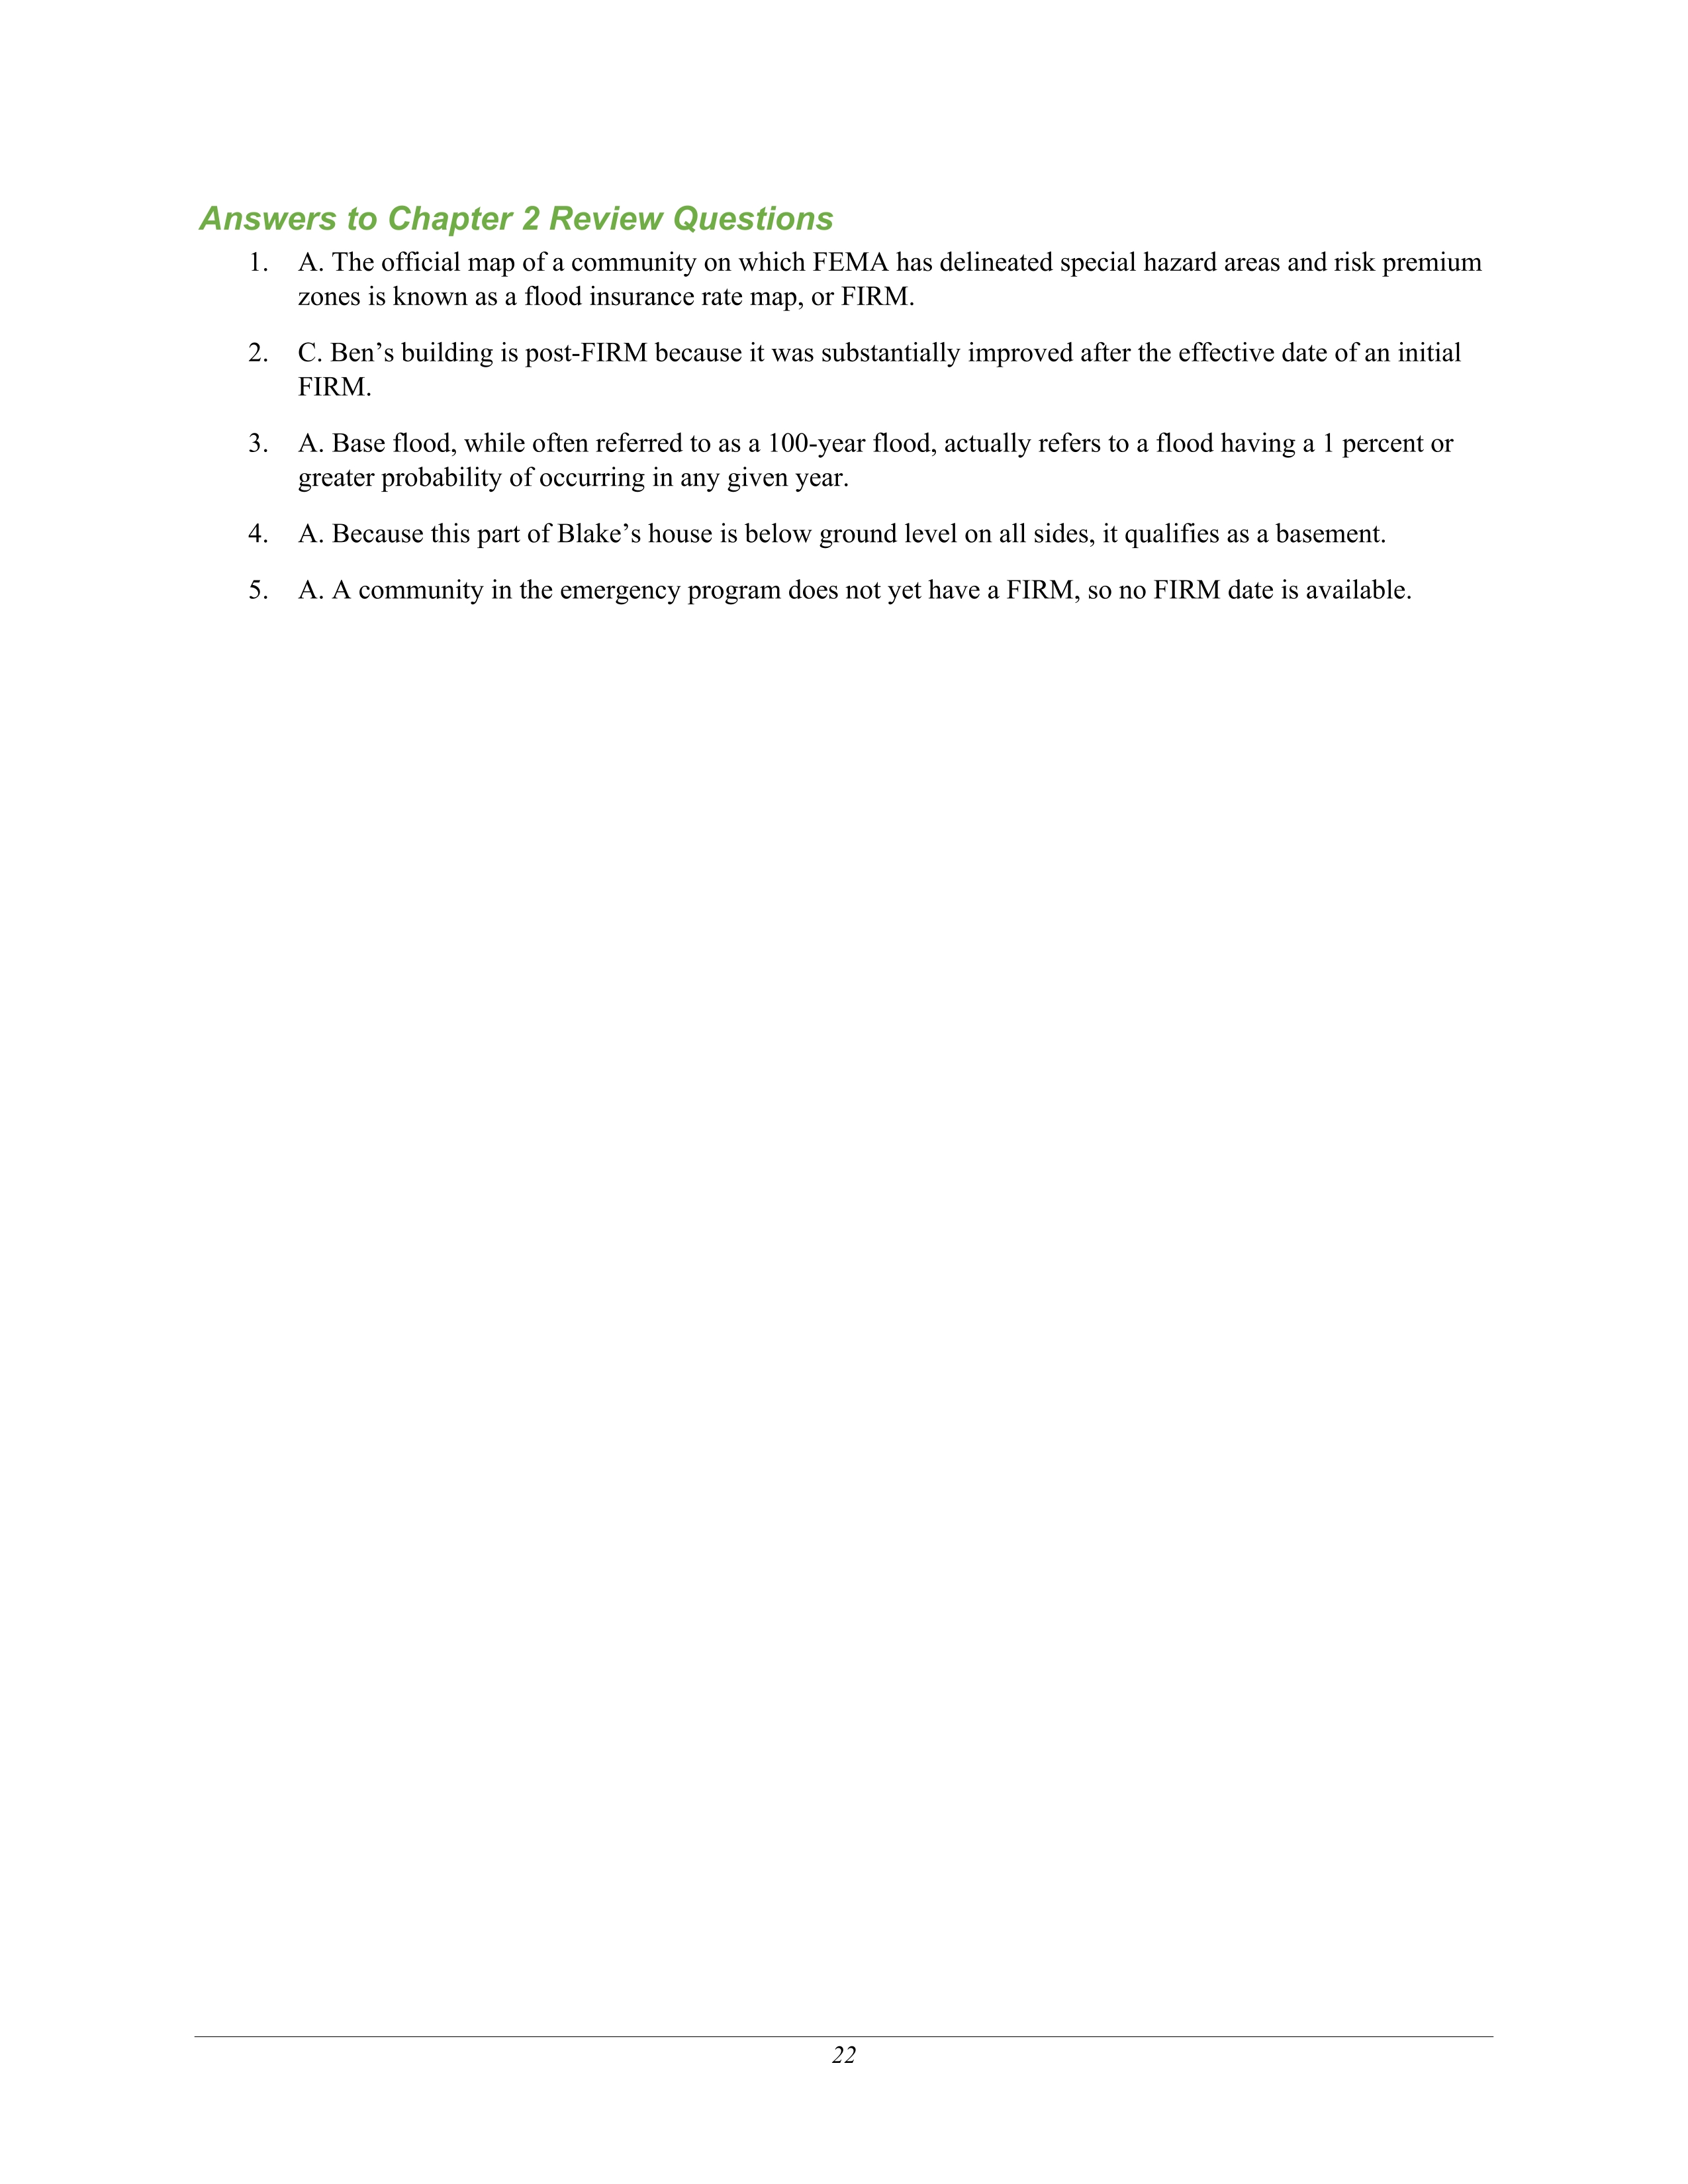 Answers to Chapter 2 Review Questions
1. A. The official map of a community on which FEMA has delineated special hazard areas and risk premium
zones is known as a flood insurance rate map, or FIRM.
2. C. Ben’s building is post-FIRM because it was substantially improved after the effective date of an initial
FIRM.
3. A. Base flood, while often referred to as a 100-year flood, actually refers to a flood having a 1 percent or
greater probability of occurring in any given year.
4. A. Because this part of Blake’s house is below ground level on all sides, it qualifies as a basement.
5. A. A community in the emergency program does not yet have a FIRM, so no FIRM date is available.
22